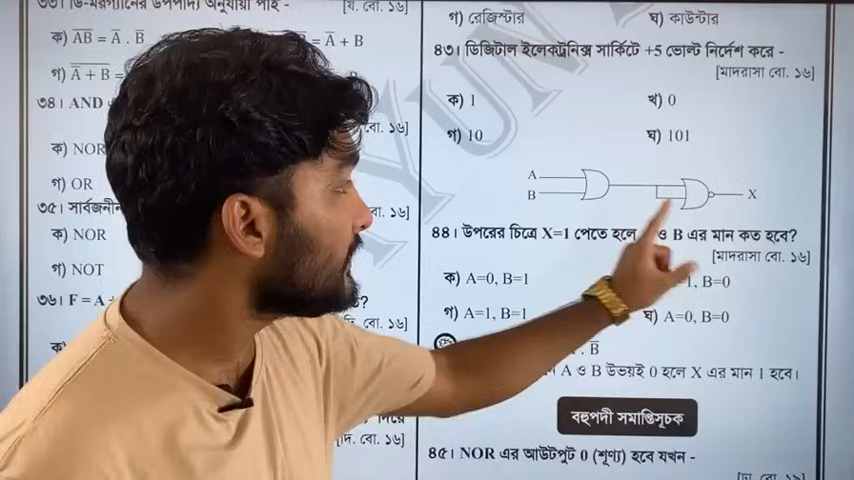 ৩৩। ডি-মরগ্যানের উপপাদ্য অনুযায়ী পাই - [য. বো. ১৬]
ক) A̅B̅ = A̅ . B̅
= A̅ + B
গ) A̅ ̅+̅ ̅B̅ =
৩৪। AND
বো. ১৬]
ক) NOR
গ) OR
৩৫। সার্বজনীন
বো. ১৬]
ক) NOR
গ) NOT
৩৬। F = A +
?
বো. ১৬]
ক)
[দি. বো. ১৬]
গ) রেজিস্টার ঘ) কাউন্টার
৪৩। ডিজিটাল ইলেকট্রনিক্স সার্কিটে +5 ভোল্ট নির্দেশ করে -
[মাদরাসা বো. ১৬]
ক) 1 খ) 0
গ) 10 ঘ) 101
A
B
X
৪৪। উপরের চিত্রে X=1 পেতে হলে ও B এর মান কত হবে?
[মাদরাসা বো. ১৬]
ক) A=0, B=1 =1, B=0
গ) A=1, B=1 ঘ) A=0, B=0
. B̅
A ও B উভয়ই 0 হলে X এর মান 1 হবে।
বহুপদী সমাপ্তিসূচক
৪৫। NOR এর আউটপুট 0 (শূন্য) হবে যখন -